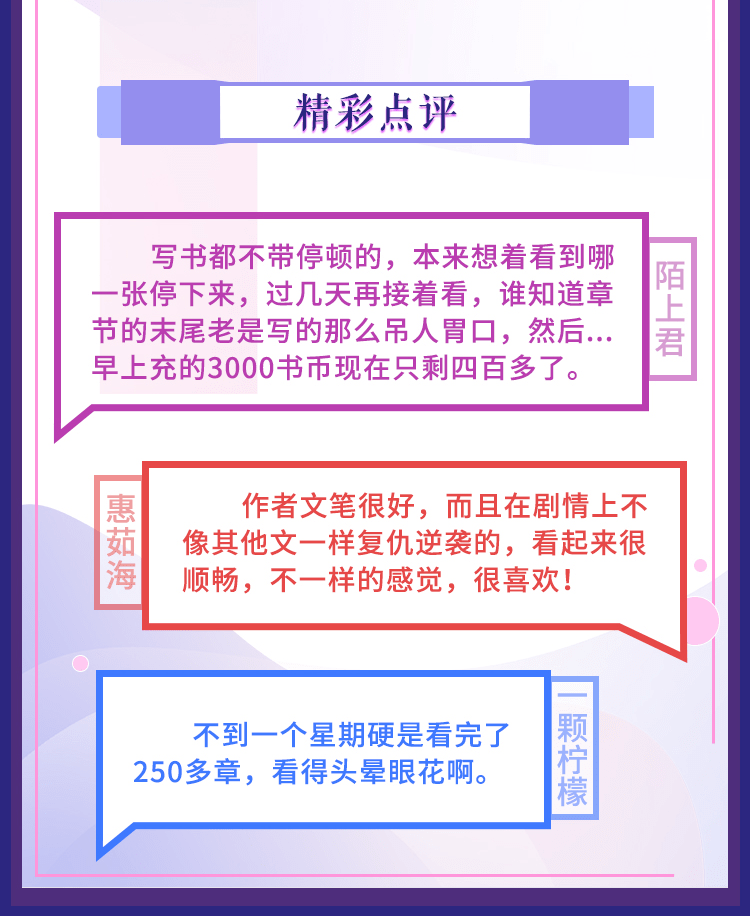 精彩点评
写书都不带停顿的，本来想着看到哪
一张停下来，过几天再接着看，谁知道章
节的末尾老是写的那么吊人胃口，然后...
早上充的3000书币现在只剩四百多了。
陌上君
惠茹海
作者文笔很好，而且在剧情上不
像其他文一样复仇逆袭的，看起来很
顺畅，不一样的感觉，很喜欢！
不到一个星期硬是看完了
250多章，看得头晕眼花啊。
一颗柠檬